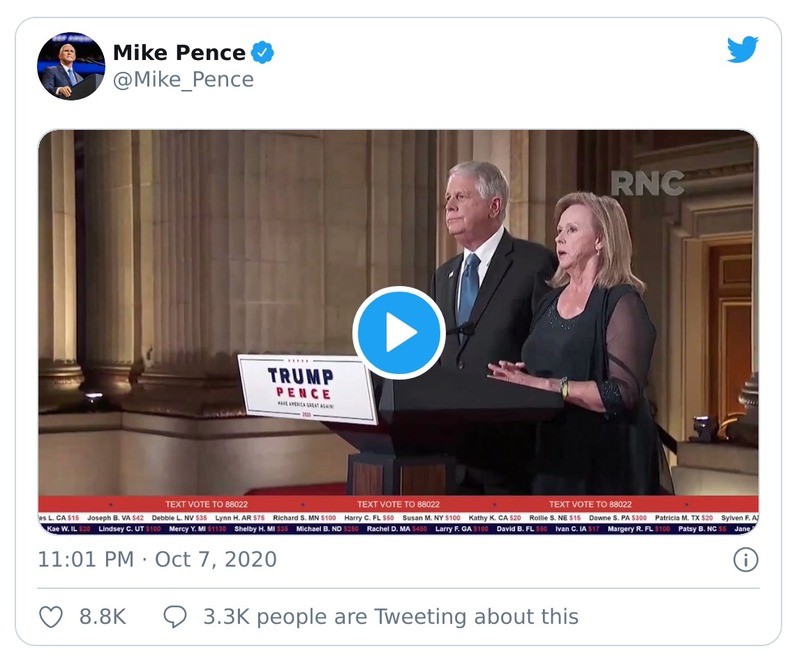 Mike Pence
@Mike_Pence
RNC
TRUMP
PENCE
MAKE AMERICA GREAT AGAIN!
2020
TEXT VOTE TO 88022 TEXT VOTE TO 88022 TEXT VOTE TO 88022
es L. CA $15 Joseph B. VA $42 Debbie L. NV $35 Lynn H. AR $75 Richard S. MN $100 Harry C. FL $50 Susan M. NY $100 Kathy K. CA $20 Rollie S. NE $15 Dawne S. PA $300 Patricia M. TX $20 Sylven F. AZ
Kae W. IL $20 Lindsey C. UT $100 Mercy Y. MI $1130 Shelby H. MI $35 Michael B. ND $250 Rachel D. MA $450 Larry F. GA $100 David B. FL $50 Ivan C. IA $17 Margery R. FL $100 Patsy B. NC $5 Jane
11:01 PM · Oct 7, 2020
8.8K 3.3K people are Tweeting about this